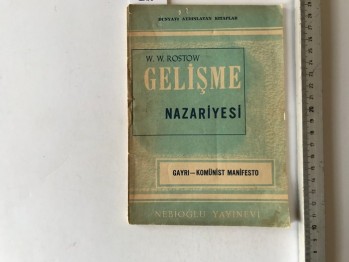 DÜNYAYI AYDINLATAN KİTAPLAR
W. W. ROSTOW
GELİŞME
NAZARİYESİ
GAYRI—KOMÜNİST MANİFESTO
NEBİOĞLU YAYINEVİ